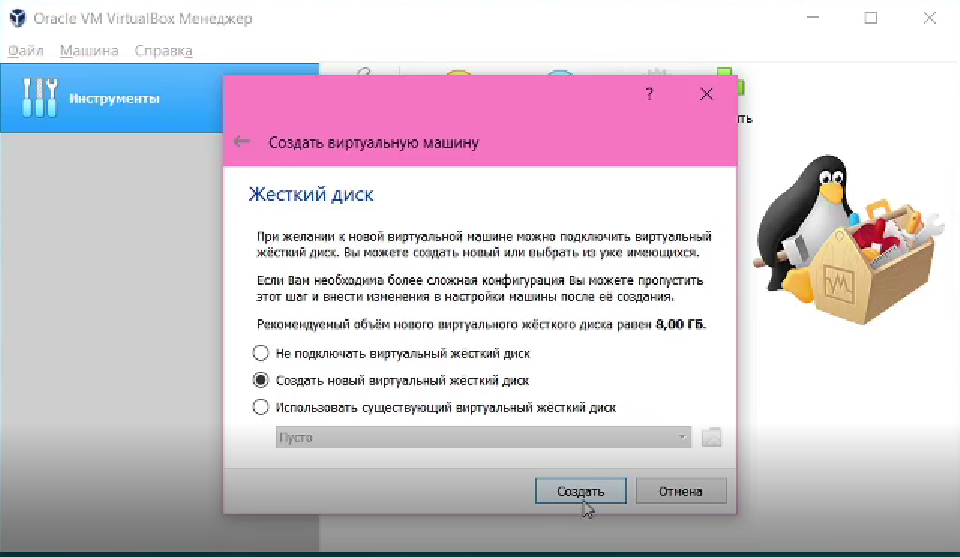 Oracle VM VirtualBox Менеджер
Файл Машина Справка
Инструменты
?
Создать виртуальную машину
Жесткий диск
При желании к новой виртуальной машине можно подключить виртуальный
жёсткий диск. Вы можете создать новый или выбрать из уже имеющихся.
Если Вам необходима более сложная конфигурация Вы можете пропустить
этот шаг и внести изменения в настройки машины после её создания.
Рекомендуемый объём нового виртуального жёсткого диска равен 8,00 ГБ.
Не подключать виртуальный жесткий диск
Создать новый виртуальный жёсткий диск
Использовать существующий виртуальный жёсткий диск
Пусто
Создать Отмена